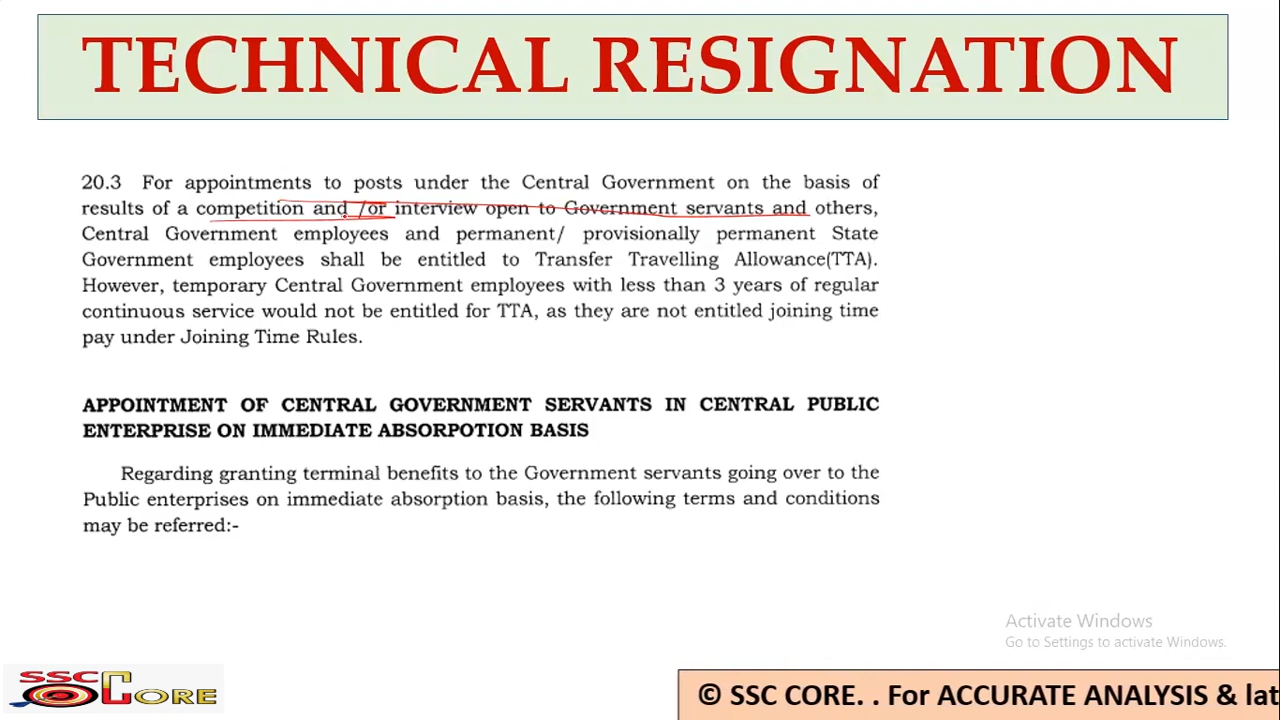 TECHNICAL RESIGNATION
20.3 For appointments to posts under the Central Government on the basis of
results of a competition and /or interview open to Government servants and others,
Central Government employees and permanent/ provisionally permanent State
Government employees shall be entitled to Transfer Travelling Allowance(TTA).
However, temporary Central Government employees with less than 3 years of regular
continuous service would not be entitled for TTA, as they are not entitled joining time
pay under Joining Time Rules.
APPOINTMENT OF CENTRAL GOVERNMENT SERVANTS IN CENTRAL PUBLIC
ENTERPRISE ON IMMEDIATE ABSORPOTION BASIS
Regarding granting terminal benefits to the Government servants going over to the
Public enterprises on immediate absorption basis, the following terms and conditions
may be referred:-
Activate Windows
Go to Settings to activate Windows.
SSC CORE
© SSC CORE. . For ACCURATE ANALYSIS & lat